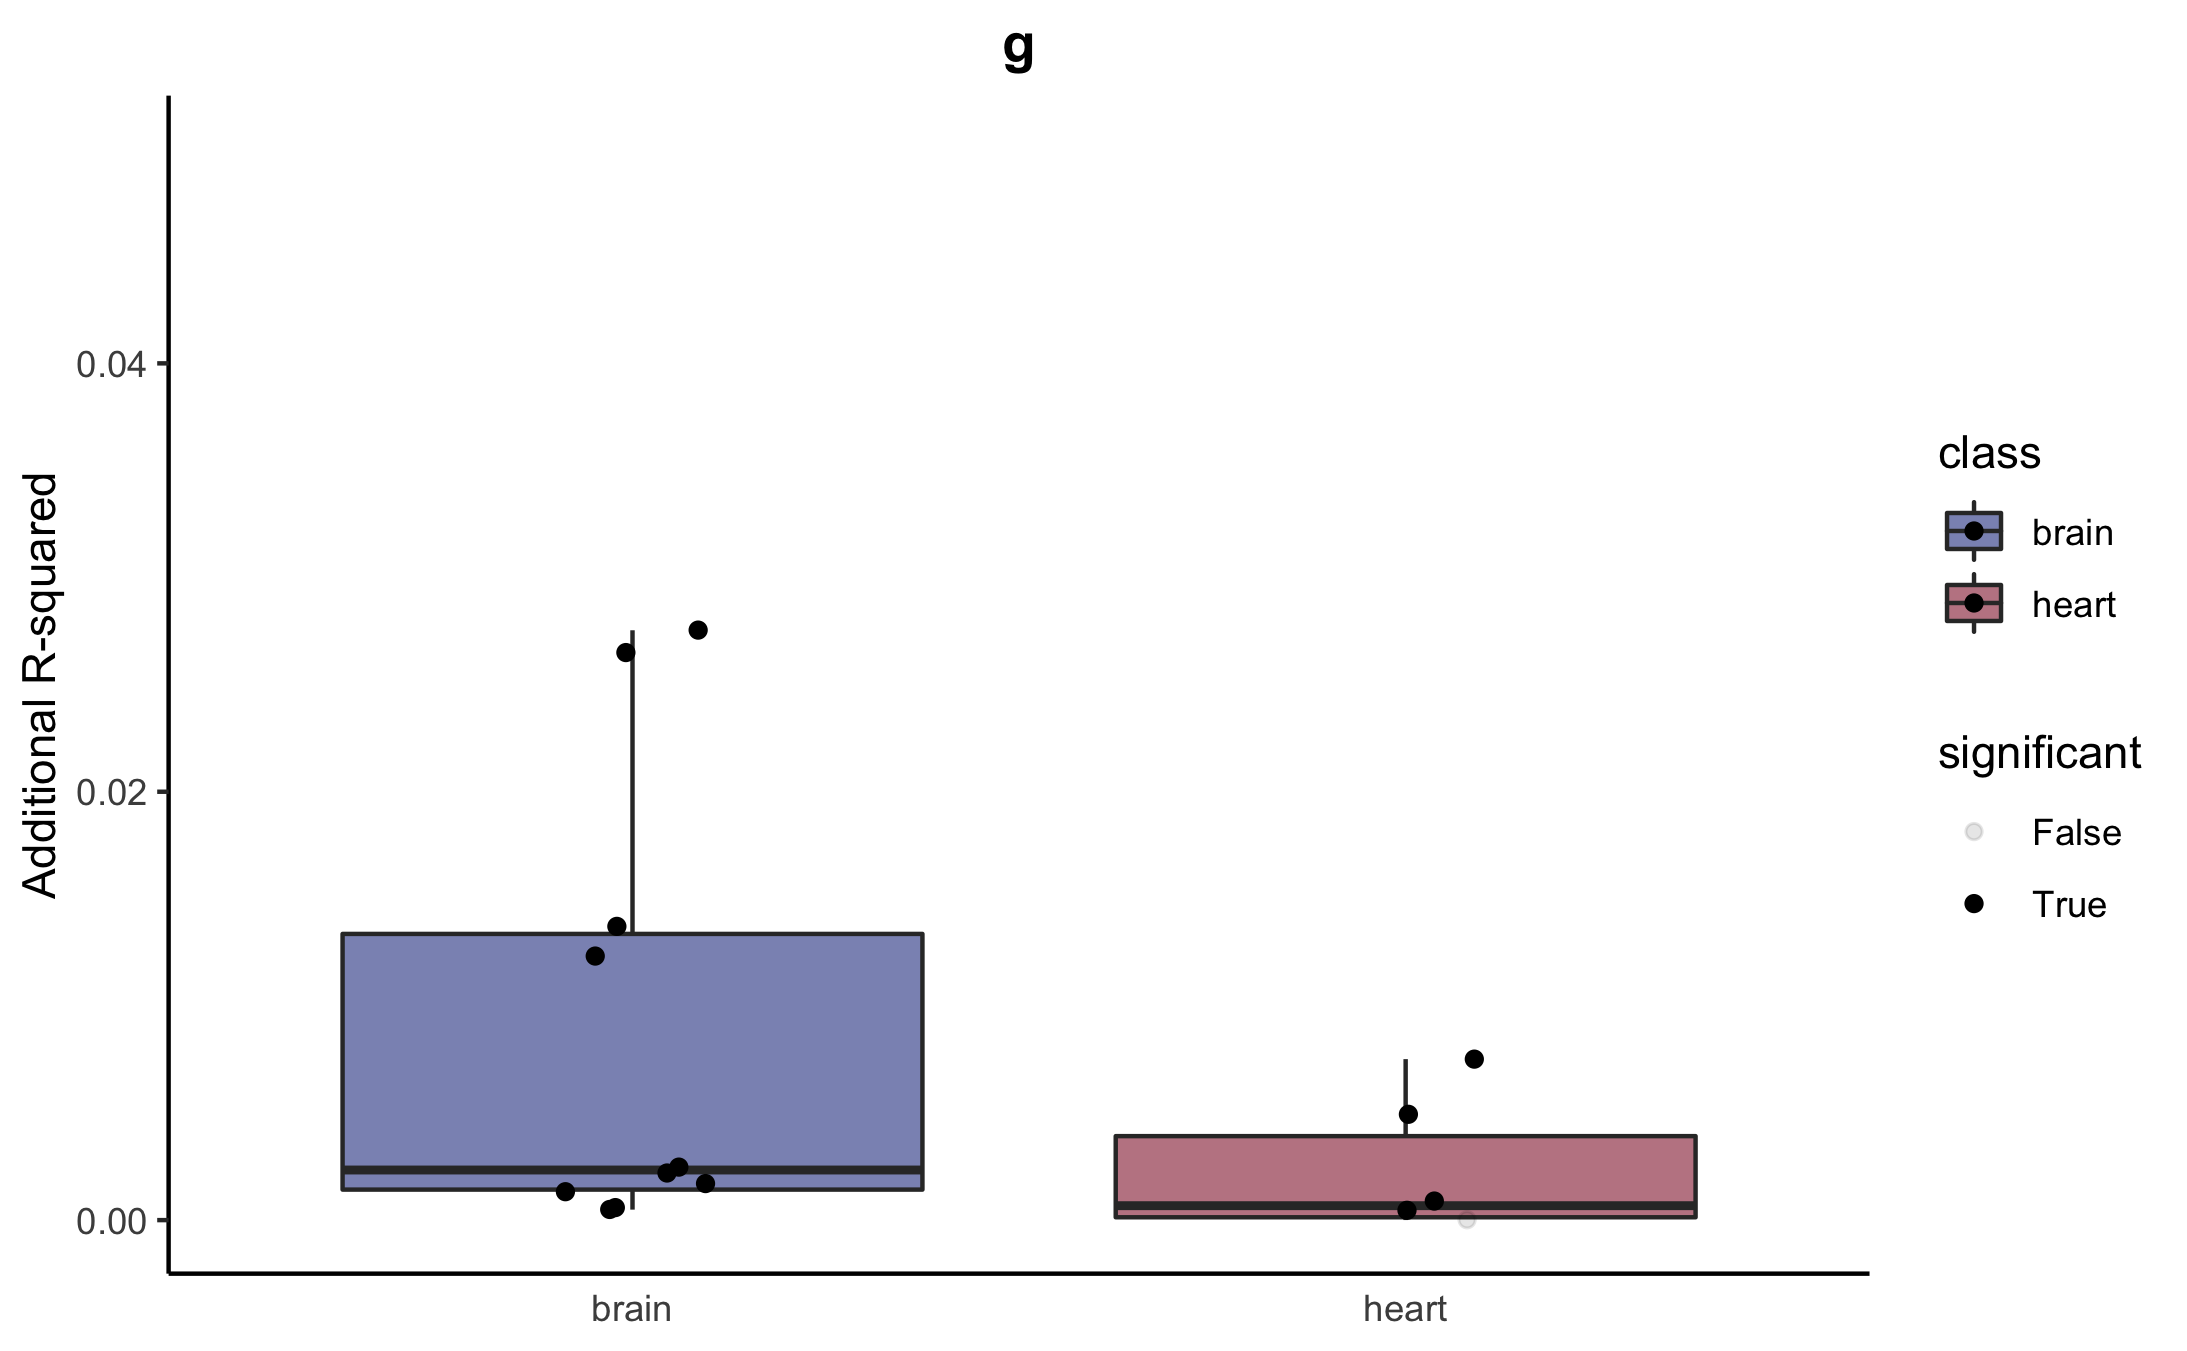 g
Additional R-squared
0.04
0.02
0.00
brain
heart
class
brain
heart
significant
False
True